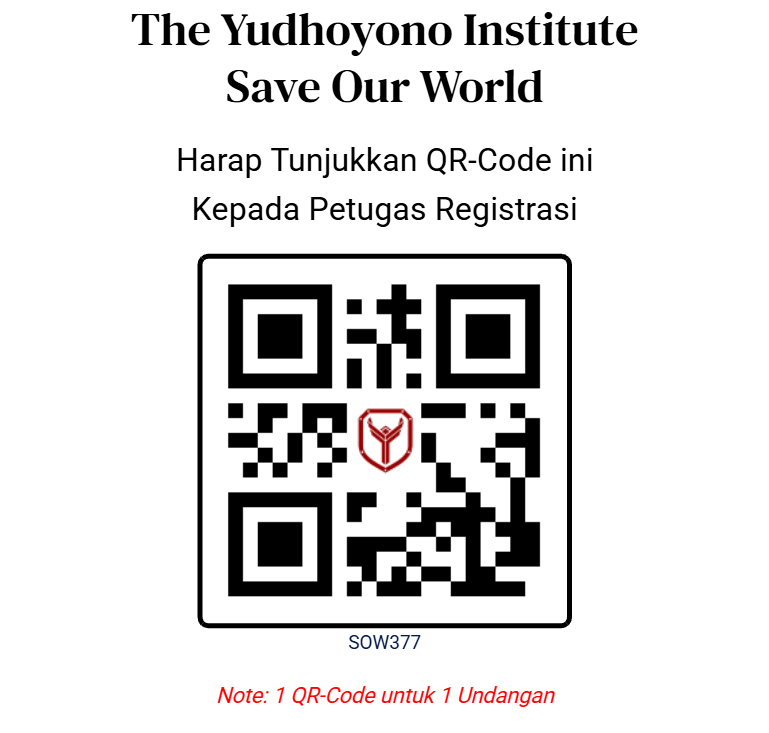 The Yudhoyono Institute
Save Our World
Harap Tunjukkan QR-Code ini
Kepada Petugas Registrasi
SOW377
Note: 1 QR-Code untuk 1 Undangan